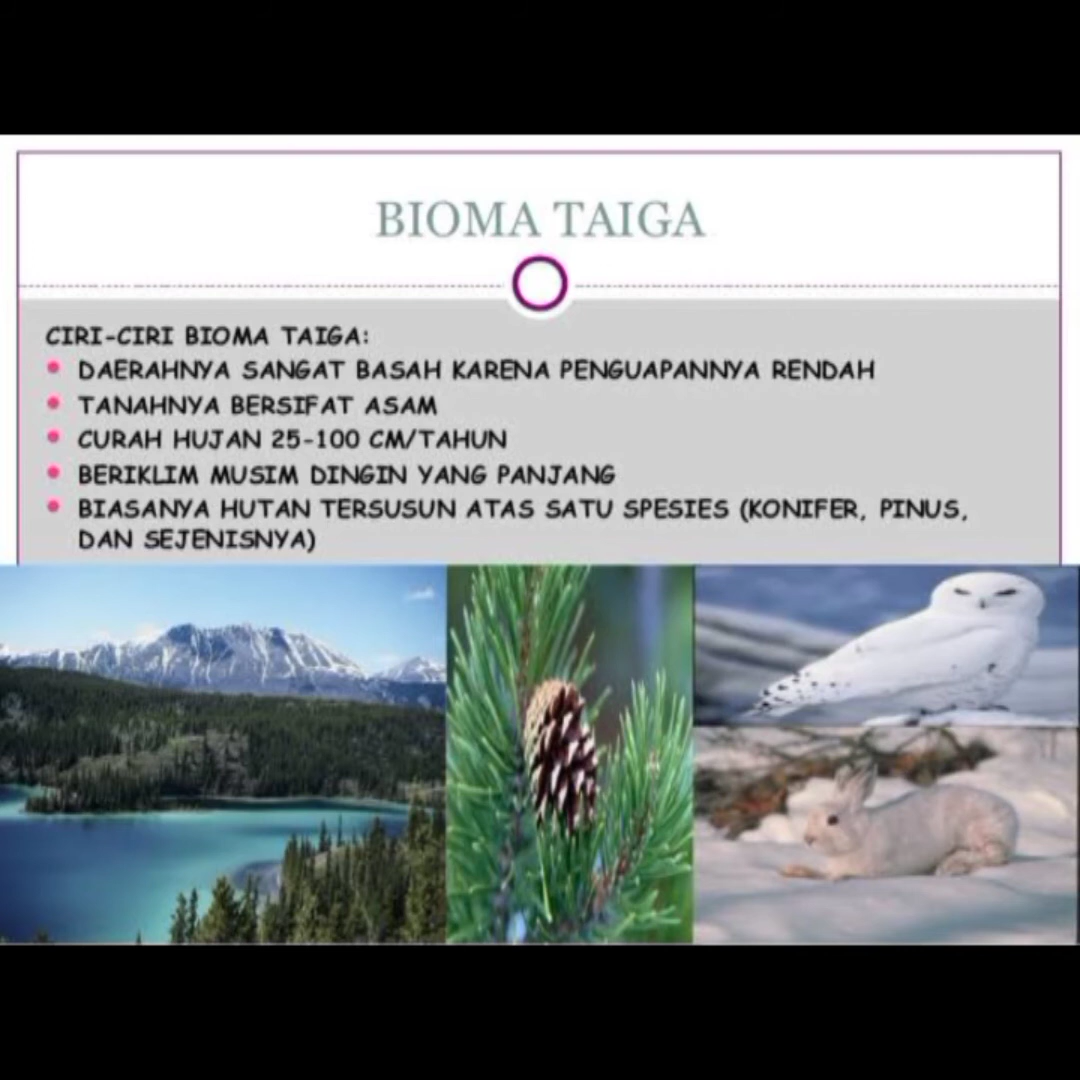 BIOMA TAIGA
CIRI-CIRI BIOMA TAIGA:
• DAERAHNYA SANGAT BASAH KARENA PENGUAPANNYA RENDAH
• TANAHNYA BERSIFAT ASAM
• CURAH HUJAN 25-100 CM/TAHUN
• BERIKLIM MUSIM DINGIN YANG PANJANG
• BIASANYA HUTAN TERSUSUN ATAS SATU SPESIES (KONIFER, PINUS,
DAN SEJENISNYA)